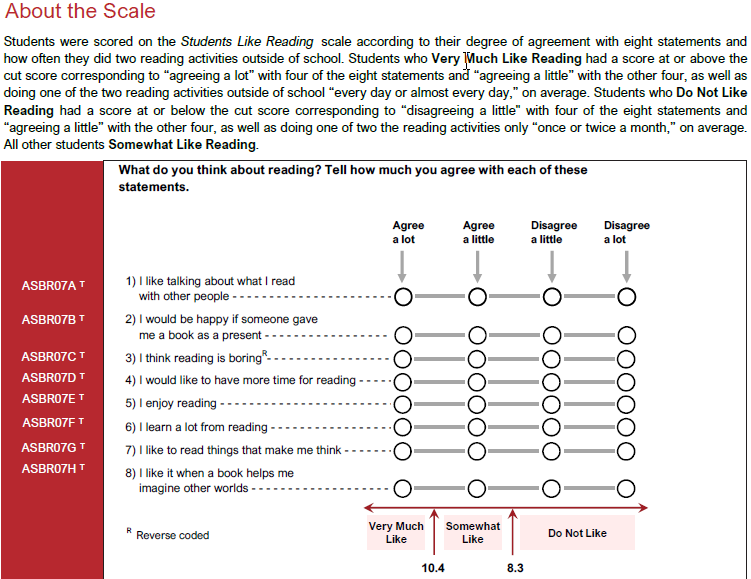 About the Scale
Students were scored on the Students Like Reading scale according to their degree of agreement with eight statements and
how often they did two reading activities outside of school. Students who Very Much Like Reading had a score at or above the
cut score corresponding to “agreeing a lot” with four of the eight statements and “agreeing a little” with the other four, as well as
doing one of the two reading activities outside of school “every day or almost every day,” on average. Students who Do Not Like
Reading had a score at or below the cut score corresponding to “disagreeing a little” with four of the eight statements and
“agreeing a little” with the other four, as well as doing one of two the reading activities only “once or twice a month,” on average.
All other students Somewhat Like Reading.
What do you think about reading? Tell how much you agree with each of these
statements.
Agree Agree Disagree Disagree
a lot a little a little a lot
ASBR07A T 1) I like talking about what I read
with other people
ASBR07B T 2) I would be happy if someone gave
me a book as a present
ASBR07C T 3) I think reading is boring R
ASBR07D T 4) I would like to have more time for reading
ASBR07E T 5) I enjoy reading
ASBR07F T 6) I learn a lot from reading
ASBR07G T 7) I like to read things that make me think
ASBR07H T 8) I like it when a book helps me
imagine other worlds
R Reverse coded
Very Much Somewhat Do Not Like
Like Like
10.4 8.3